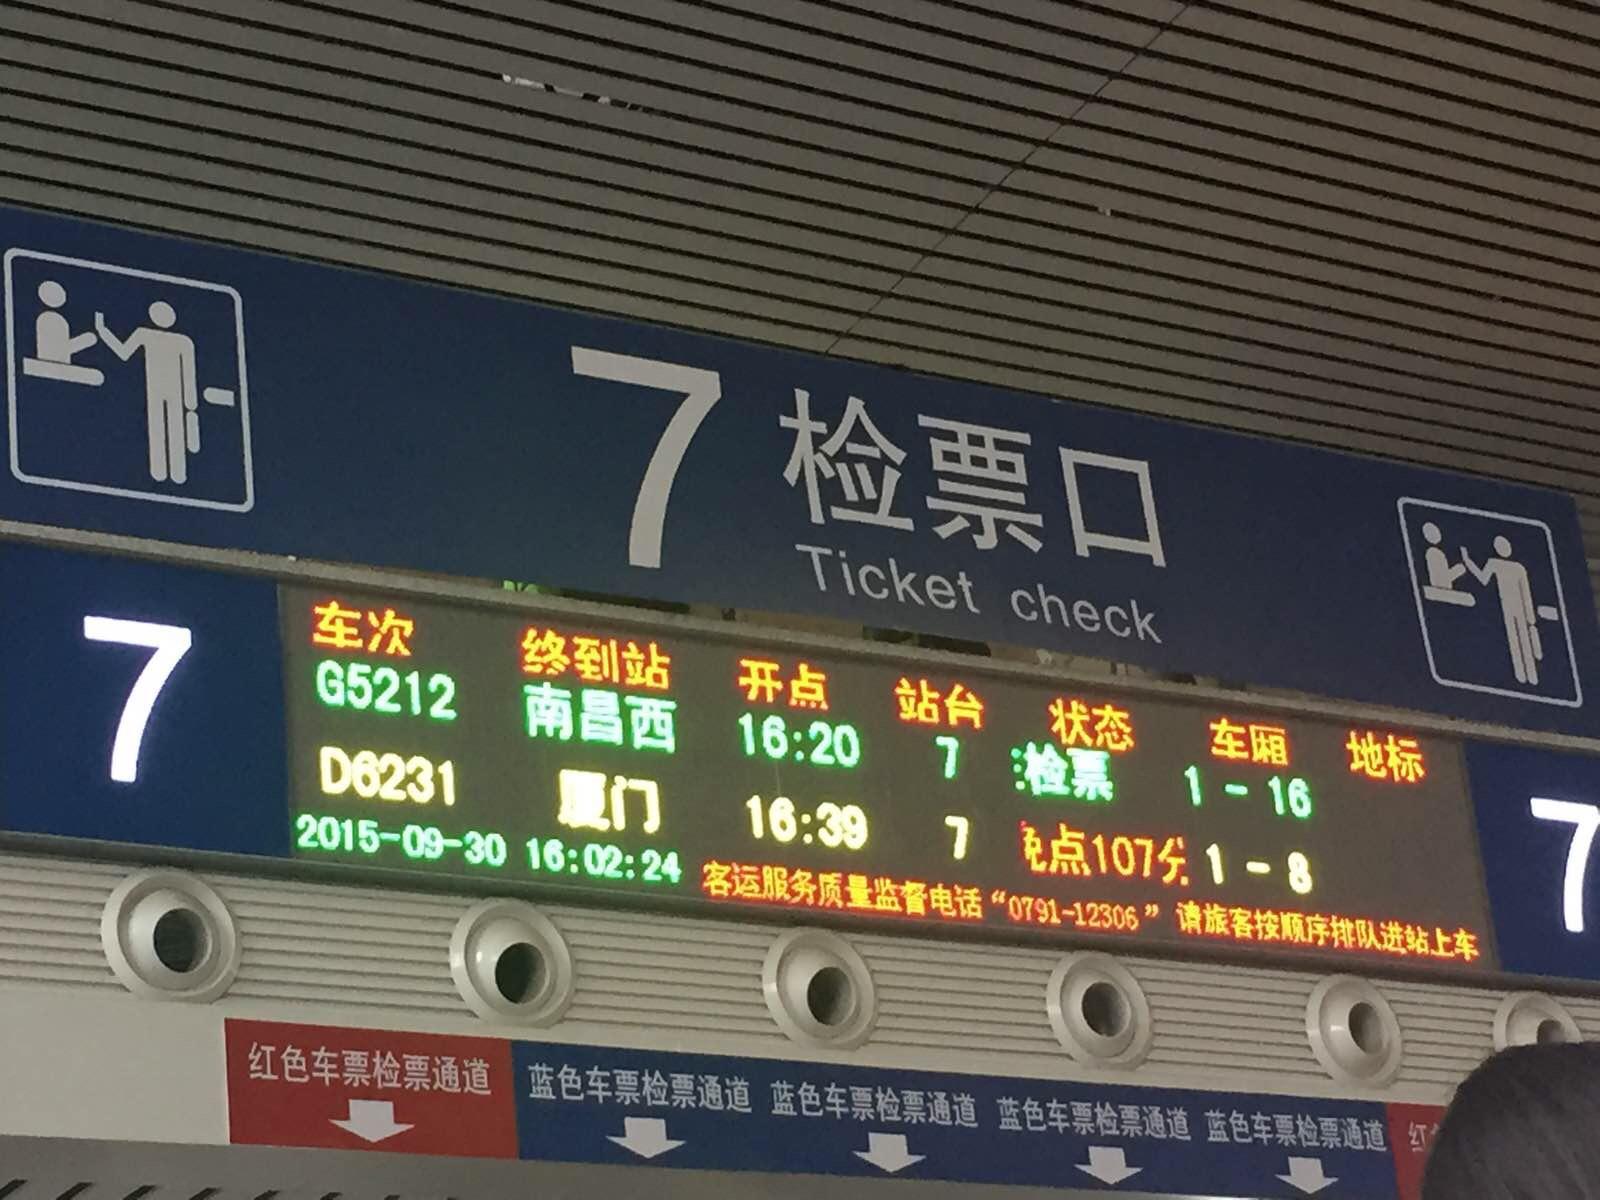 7 检票口
Ticket check
7
车次 终到站 开点 站台 状态 车厢 地标
G5212 南昌西 16:20 7 检票 1-16
D6231 厦门 16:39 7 点107分 1-8
2015-09-30 16:02:24 客运服务质量监督电话“0791-12306” 请旅客按顺序排队进站上车
7
红色车票检票通道 蓝色车票检票通道 蓝色车票检票通道 蓝色车票检票通道 蓝色车票检票通道 红